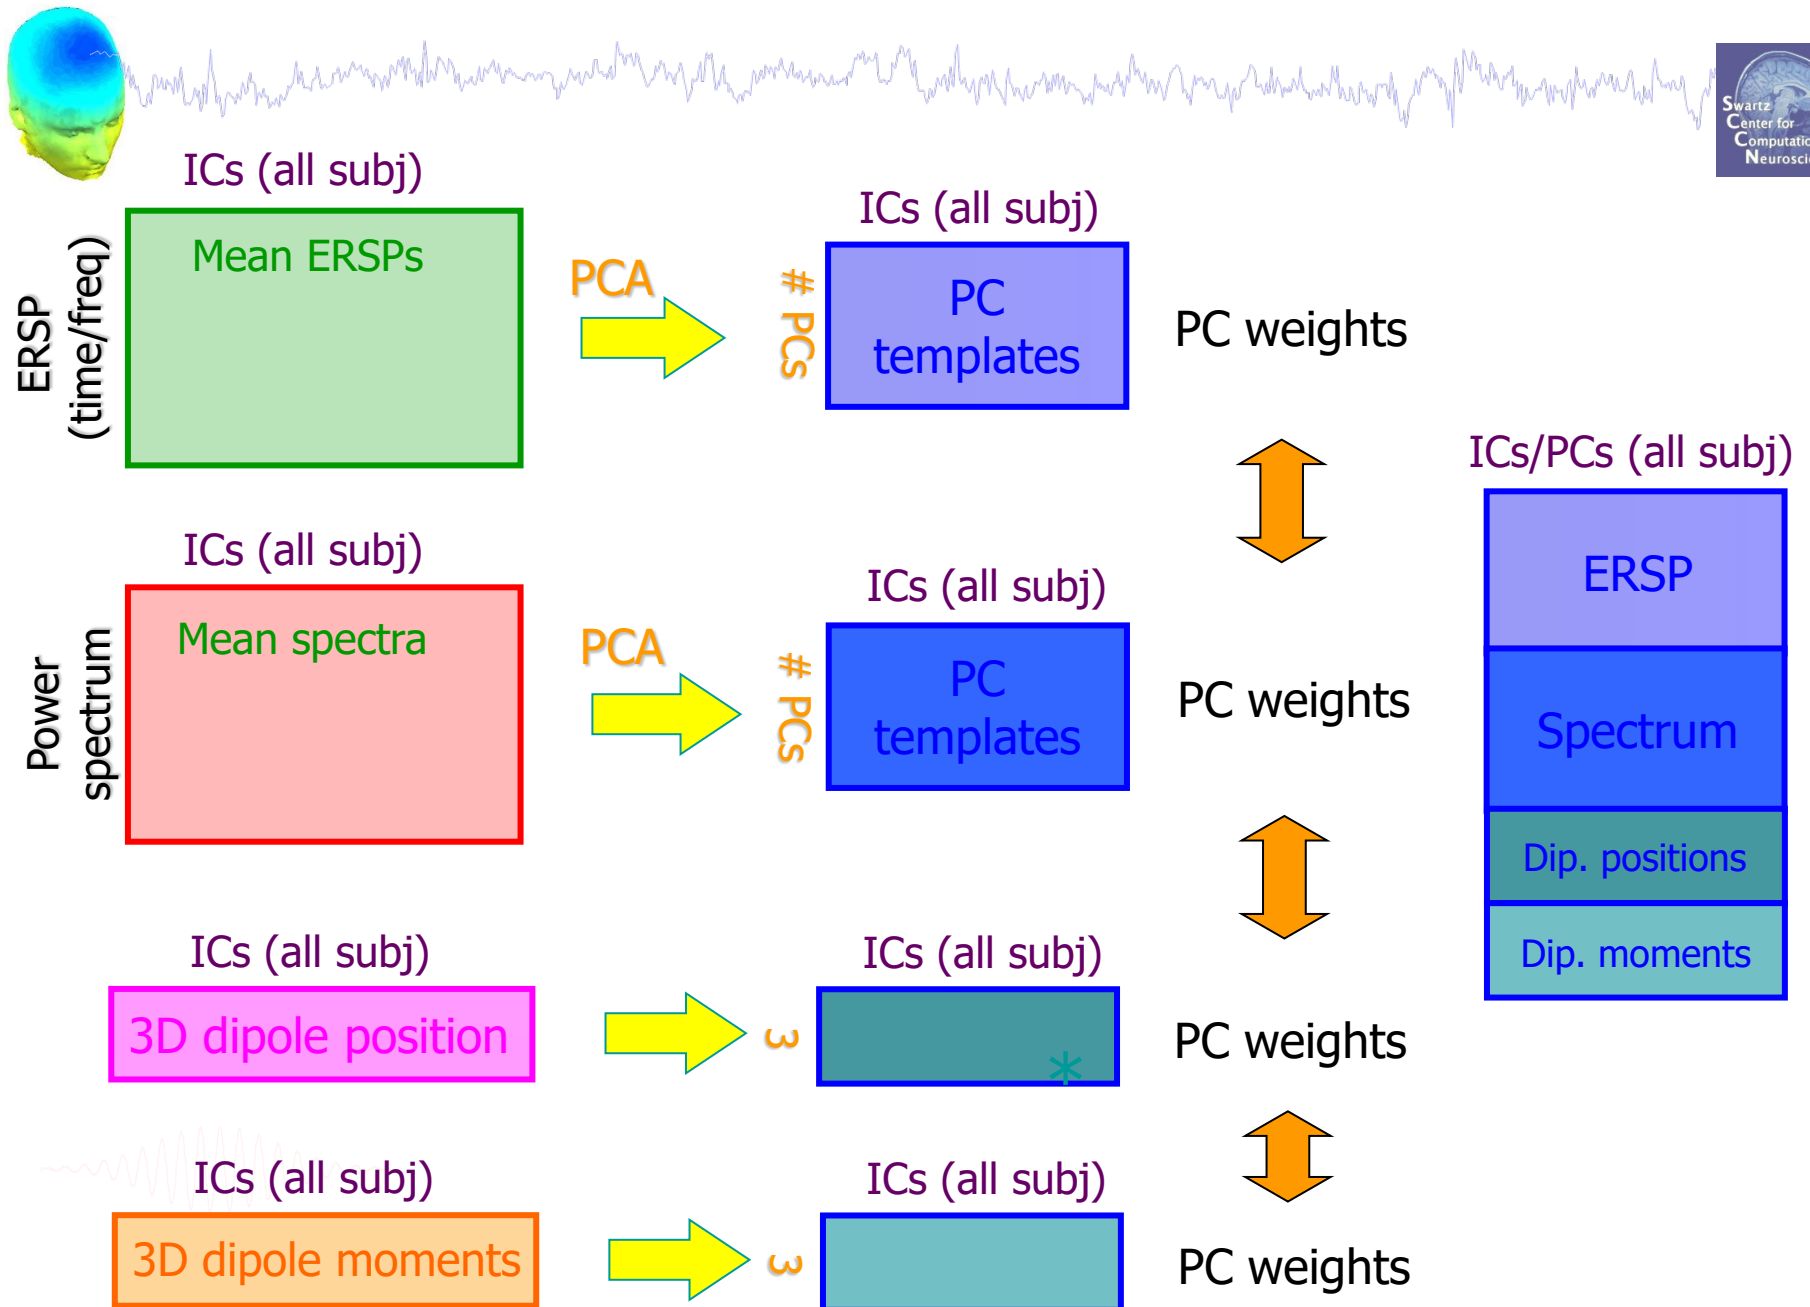 Swartz
Center for
Computatio
Neurosci
ICs (all subj)
ERSP
(time/freq)
Mean ERSPs
PCA
ICs (all subj)
# PCs
PC
templates
PC weights
ICs (all subj)
Power
spectrum
Mean spectra
PCA
ICs (all subj)
# PCs
PC
templates
PC weights
ICs (all subj)
3D dipole position
ICs (all subj)
3
*
PC weights
ICs (all subj)
3D dipole moments
ICs (all subj)
3
PC weights
ICs/PCs (all subj)
ERSP
Spectrum
Dip. positions
Dip. moments